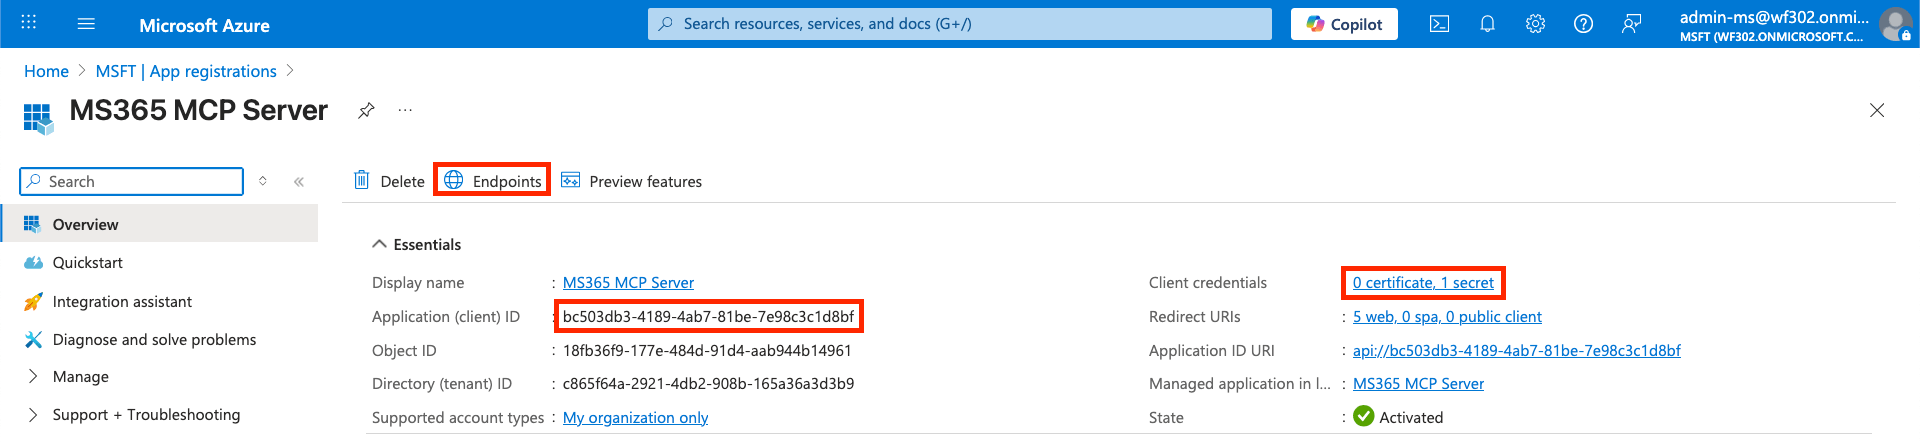 Microsoft Azure
Search resources, services, and docs (G+/)
Copilot
admin-ms@wf302.onmi...
MSFT (WF302.ONMICROSOFT.C...
Home > MSFT | App registrations >
MS365 MCP Server
...
Search
Delete
Endpoints
Preview features
Overview
Quickstart
Integration assistant
Diagnose and solve problems
Manage
Support + Troubleshooting
Essentials
Display name : MS365 MCP Server
Application (client) ID : bc503db3-4189-4ab7-81be-7e98c3c1d8bf
Object ID : 18fb36f9-177e-484d-91d4-aab944b14961
Directory (tenant) ID : c865f64a-2921-4db2-908b-165a36a3d3b9
Supported account types : My organization only
Client credentials : 0 certificate, 1 secret
Redirect URIs : 5 web, 0 spa, 0 public client
Application ID URI : api://bc503db3-4189-4ab7-81be-7e98c3c1d8bf
Managed application in l... : MS365 MCP Server
State : Activated